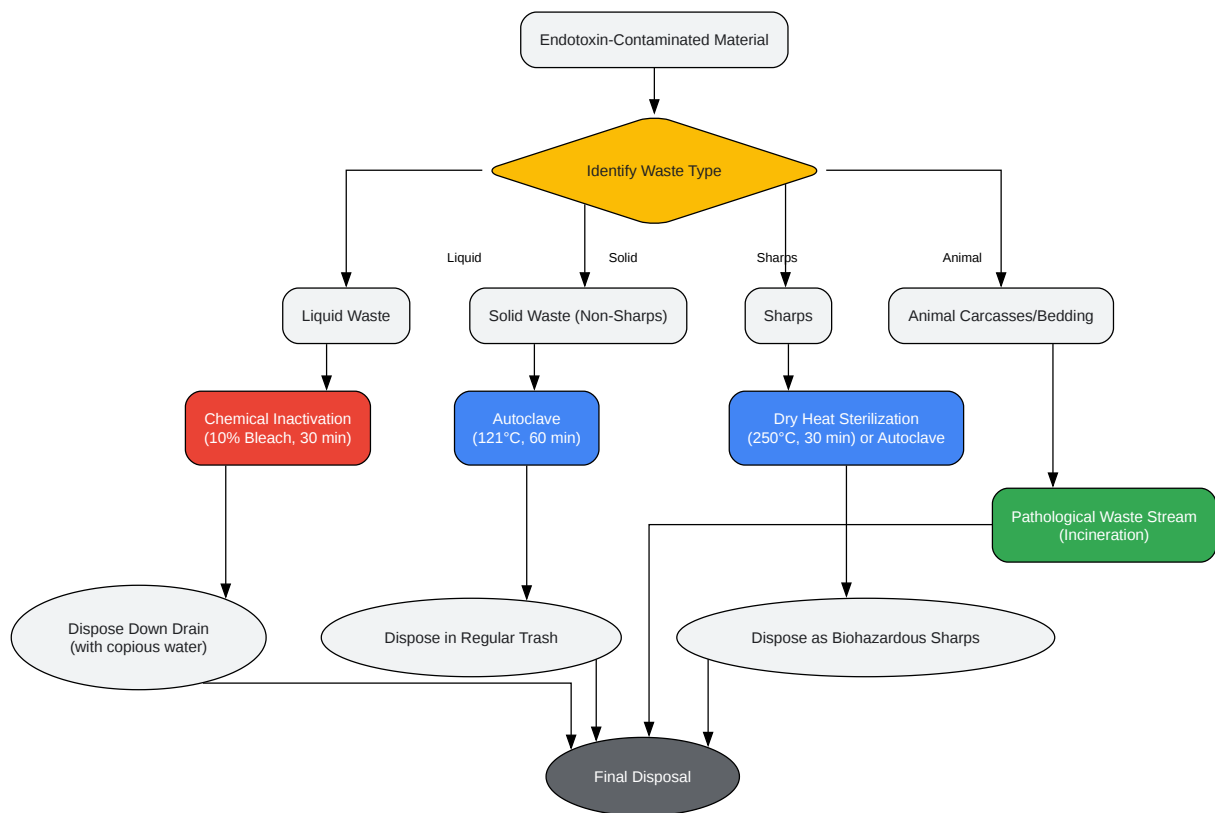 Endotoxin-Contaminated Material
Identify Waste Type
Liquid
Solid
Sharps
Animal
Liquid Waste
Solid Waste (Non-Sharps)
Sharps
Animal Carcasses/Bedding
Chemical Inactivation
(10% Bleach, 30 min)
Autoclave
(121°C, 60 min)
Dry Heat Sterilization
(250°C, 30 min) or Autoclave
Pathological Waste Stream
(Incineration)
Dispose Down Drain
(with copious water)
Dispose in Regular Trash
Dispose as Biohazardous Sharps
Final Disposal